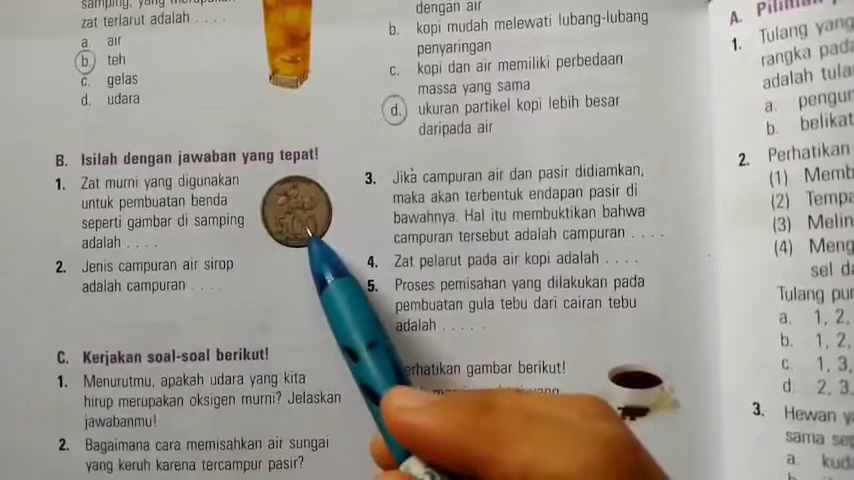 samping, yang
zat terlarut adalah . . . .
a. air
b. teh
c. gelas
d. udara
B. Isilah dengan jawaban yang tepat!
1. Zat murni yang digunakan
untuk pembuatan benda
seperti gambar di samping
adalah . . . .
500
2. Jenis campuran air sirop
adalah campuran . . . .
C. Kerjakan soal-soal berikut!
1. Menurutmu, apakah udara yang kita
hirup merupakan oksigen murni? Jelaskan
jawabanmu!
2. Bagaimana cara memisahkan air sungai
yang keruh karena tercampur pasir?
dengan air
b. kopi mudah melewati lubang-lubang
penyaringan
c. kopi dan air memiliki perbedaan
massa yang sama
d. ukuran partikel kopi lebih besar
daripada air
3. Jika campuran air dan pasir didiamkan,
maka akan terbentuk endapan pasir di
bawahnya. Hal itu membuktikan bahwa
campuran tersebut adalah campuran . . . .
4. Zat pelarut pada air kopi adalah . . . .
5. Proses pemisahan yang dilakukan pada
pembuatan gula tebu dari cairan tebu
adalah . . . . .
erhatikan gambar berikut!
A.
1. Tulang yang
rangka pad
adalah tula
a. pengu
b. belikat
2. Perhatikan
(1) Memb
(2) Tempa
(3) Melin
(4) Meng
sel d
Tulang pu
a. 1, 2,
b. 1, 2,
c. 1, 3,
d. 2, 3.
3. Hewan y
sama se
a. kud